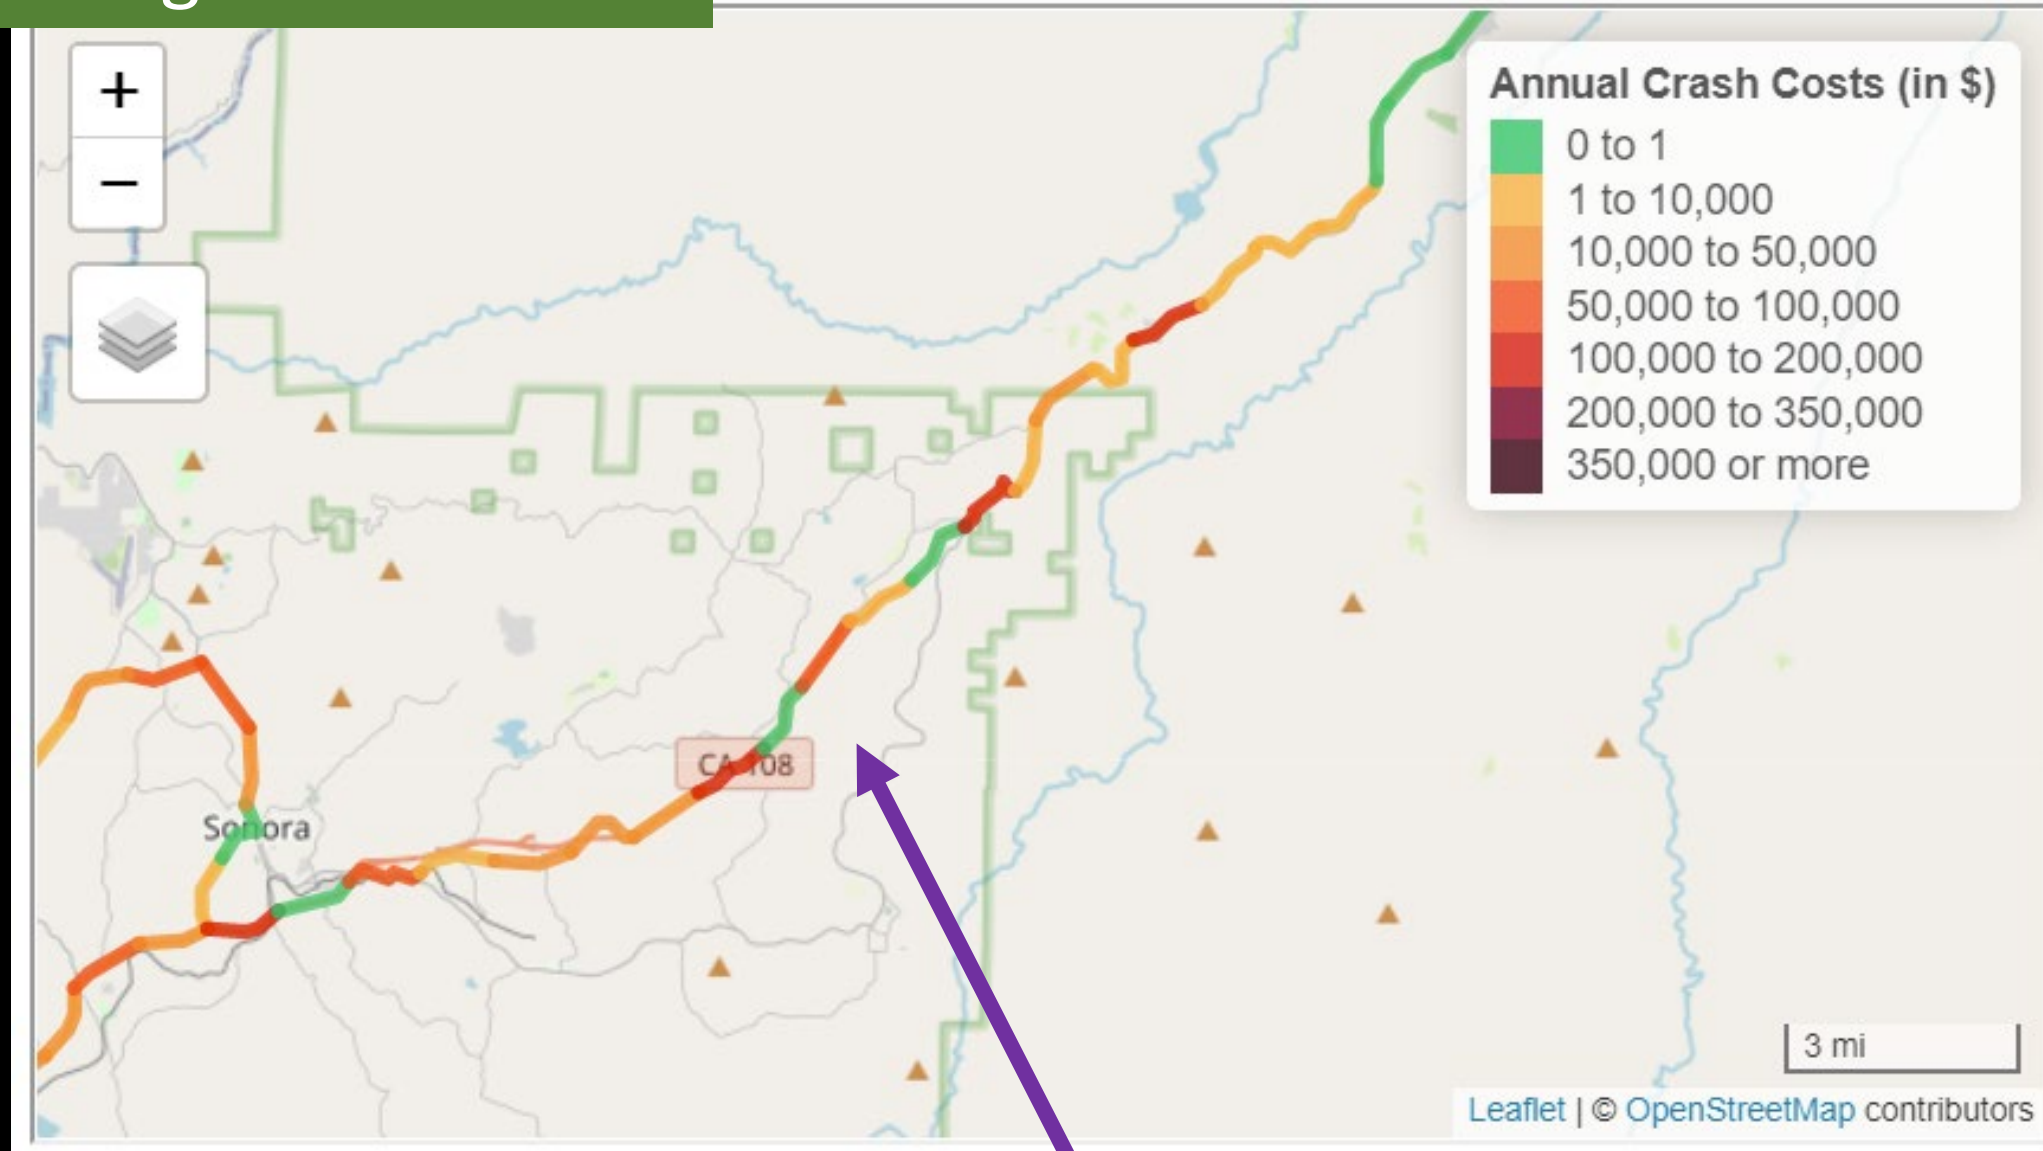 +
−
Annual Crash Costs (in $)
0 to 1
1 to 10,000
10,000 to 50,000
50,000 to 100,000
100,000 to 200,000
200,000 to 350,000
350,000 or more
CA 108
Sonora
3 mi
Leaflet | © OpenStreetMap contributors